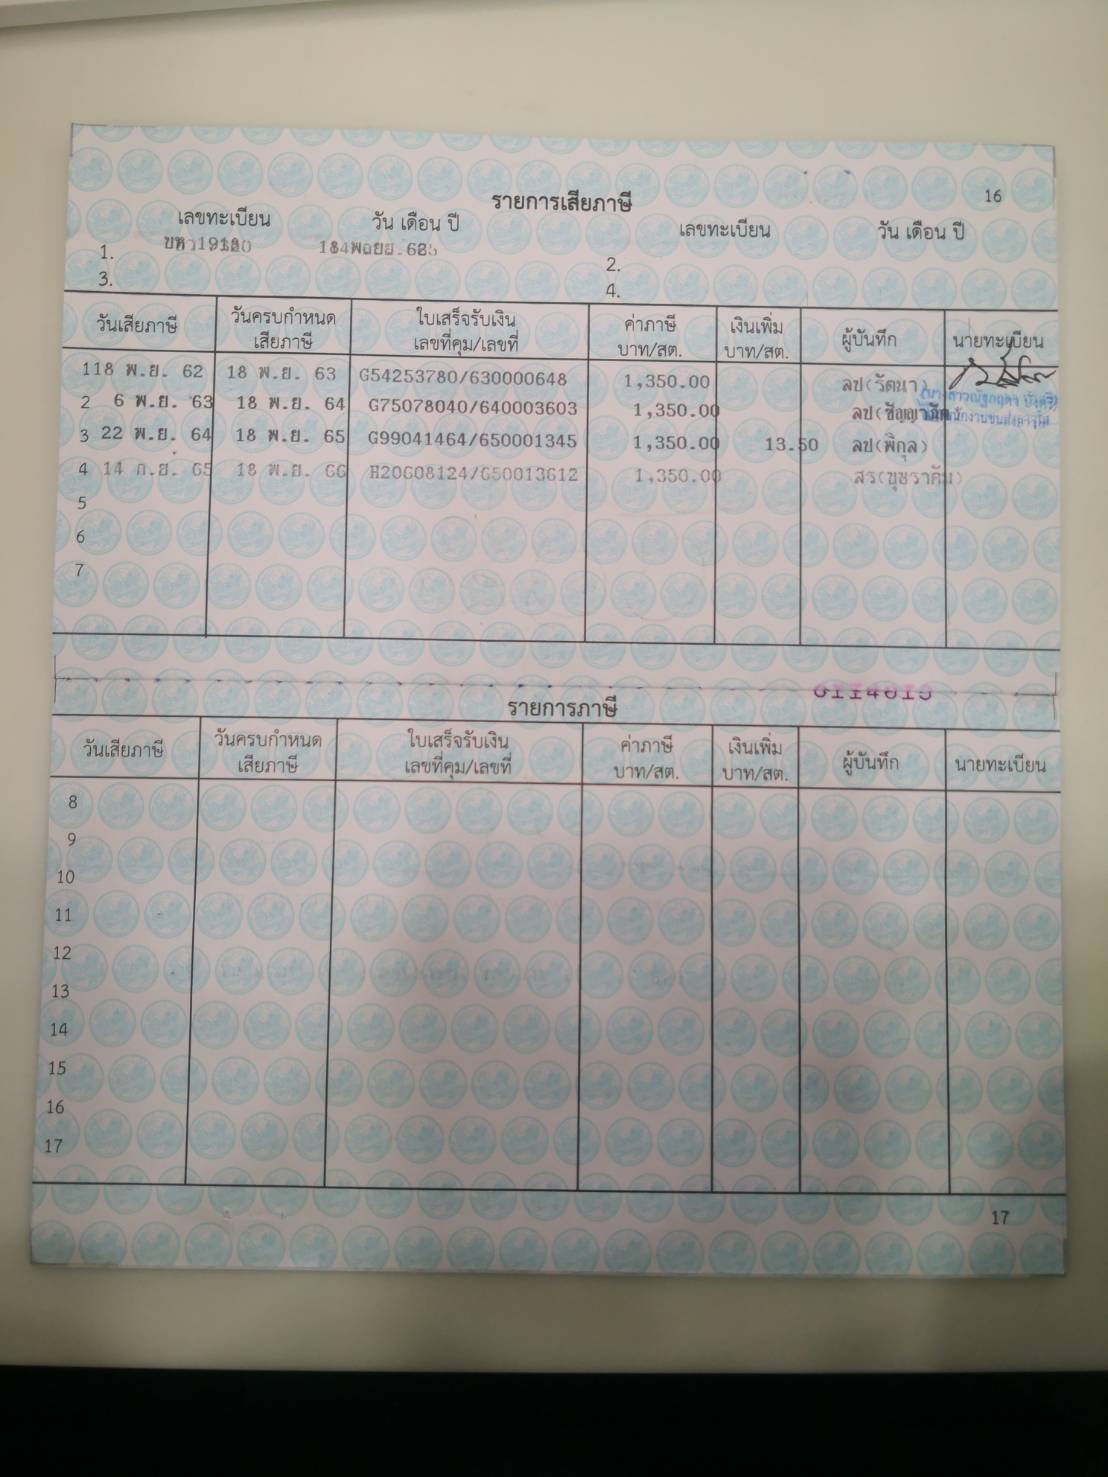 16
รายการเสียภาษี
เลขทะเบียน วัน เดือน ปี เลขทะเบียน วัน เดือน ปี
1. 2.
3. 4.
วันเสียภาษี วันครบกำหนด เสียภาษี ใบเสร็จรับเงิน เลขที่คุม/เลขที่ ค่าภาษี บาท/สต. เงินเพิ่ม บาท/สต. ผู้บันทึก นายทะเบียน
118 พ.ย. 62 18 พ.ย. 63 G54253780/630000648 1,350.00 ลป(รัตนา)
2 6 พ.ย. 63 18 พ.ย. 64 G75078040/640003603 1,350.00
3 22 พ.ย. 64 18 พ.ย. 65 G99041464/650001345 1,350.00 13.50 ลป(พิกุล)
4 14 ก.ย. 65 18 พ.ย. 66 H20608124/650013612 1,350.00
5
6
7
รายการภาษี
วันเสียภาษี วันครบกำหนด เสียภาษี ใบเสร็จรับเงิน เลขที่คุม/เลขที่ ค่าภาษี บาท/สต. เงินเพิ่ม บาท/สต. ผู้บันทึก นายทะเบียน
8
9
10
11
12
13
14
15
16
17
17